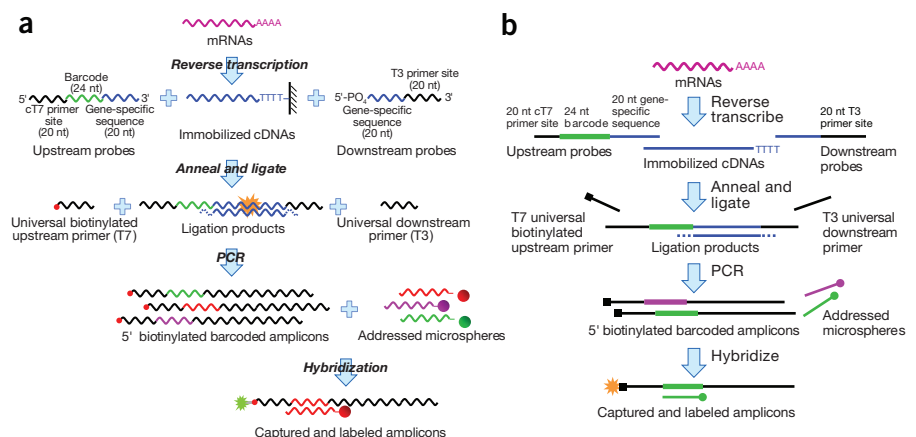 a
AAAA
mRNAs
Reverse transcription
Barcode
(24 nt)
5'
3'
cT7 primer
site
(20 nt)
Gene-specific
sequence (20 nt)
Upstream probes
TTTT
Immobilized cDNAs
T3 primer site
(20 nt)
5'-PO4
3'
Gene-specific
sequence (20 nt)
Downstream probes
Anneal and ligate
Universal biotinylated
upstream primer (T7)
Ligation products
Universal downstream
primer (T3)
PCR
5' biotinylated barcoded amplicons
Addressed microspheres
Hybridization
Captured and labeled amplicons
b
AAAA
mRNAs
Reverse
transcribe
20 nt cT7
primer site
24 nt
barcode
20 nt gene-
specific
sequence
20 nt T3
primer site
Upstream probes
TTTT
Immobilized cDNAs
Downstream
probes
Anneal and
ligate
T7 universal
biotinylated
upstream primer
Ligation products
T3 universal
downstream
primer
PCR
5' biotinylated barcoded amplicons
Addressed
microspheres
Hybridize
Captured and labeled amplicons